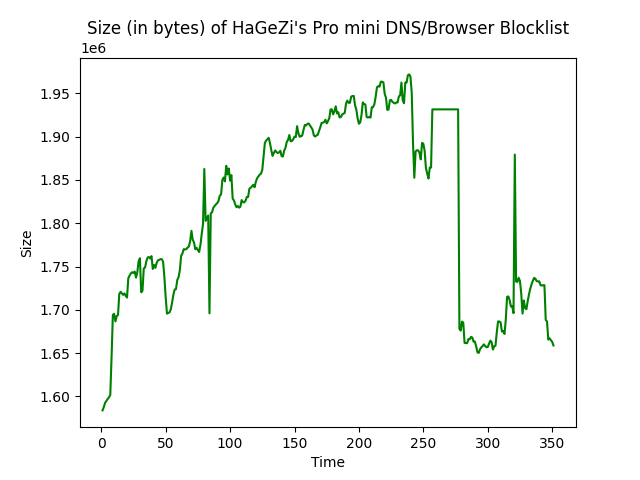 Size (in bytes) of HaGeZi's Pro mini DNS/Browser Blocklist
1e6
1.95
1.90
1.85
1.80
1.75
1.70
1.65
1.60
Size
0 50 100 150 200 250 300 350
Time